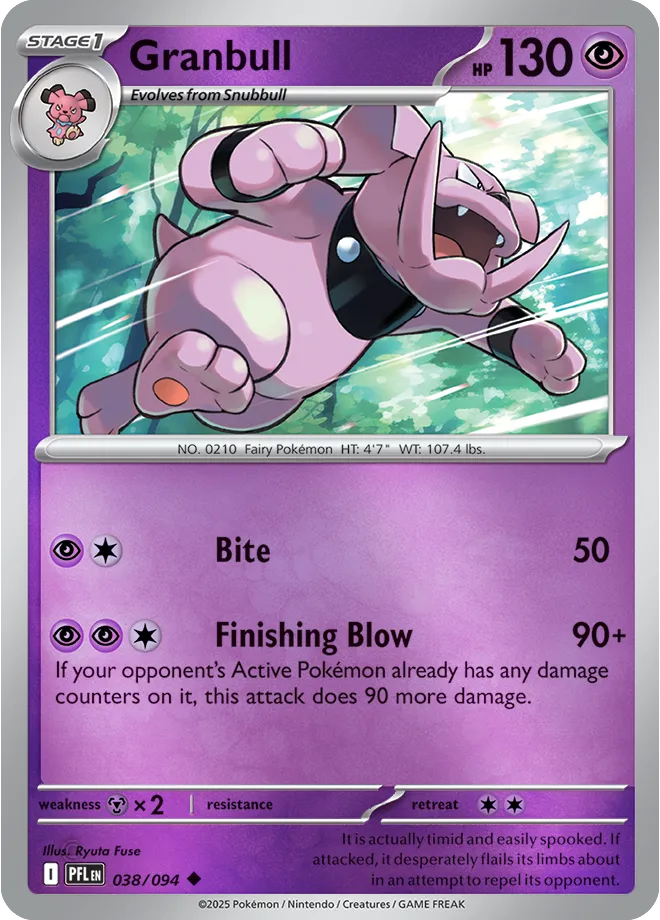 STAGE1
Granbull
HP 130
Evolves from Snubbull
NO. 0210 Fairy Pokémon HT: 4'7" WT: 107.4 lbs.
Bite 50
Finishing Blow 90+
If your opponent's Active Pokémon already has any damage
counters on it, this attack does 90 more damage.
weakness ×2 resistance retreat
Illus. Ryuta Fuse
It is actually timid and easily spooked. If
attacked, it desperately flails its limbs about
in an attempt to repel its opponent.
I PFL EN 038/094
©2025 Pokémon / Nintendo / Creatures / GAME FREAK